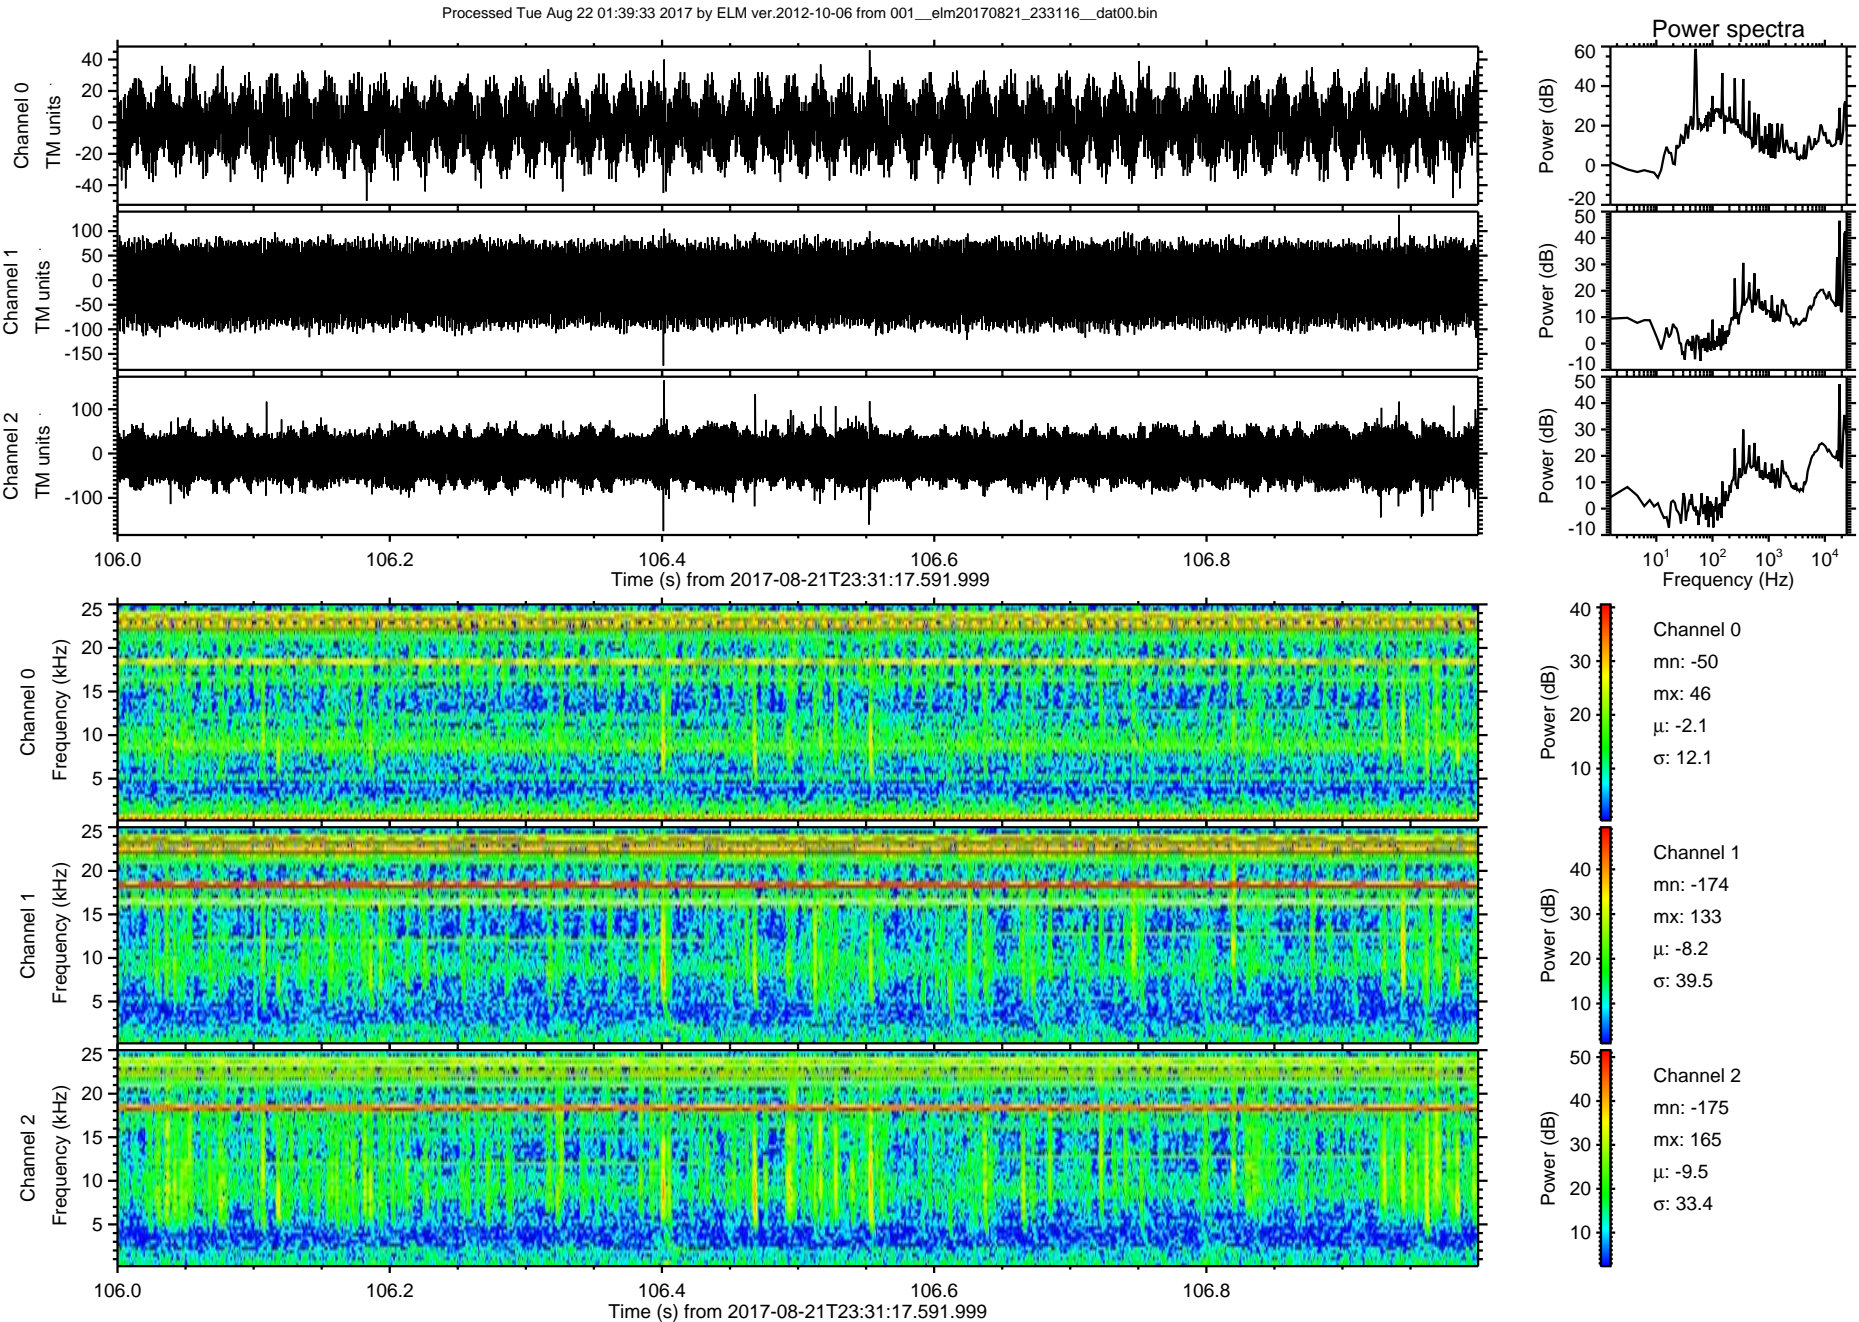 Processed Tue Aug 22 01:39:33 2017 by ELM ver.2012-10-06 from 001__elm20170821_233116__dat00.bin
Power spectra
Channel 0
TM units
40
20
0
-20
-40
Power (dB)
60
40
20
0
-20
Channel 1
TM units
100
50
0
-50
-100
-150
Power (dB)
50
40
30
20
10
0
-10
Channel 2
TM units
100
0
-100
Power (dB)
50
40
30
20
10
0
-10
106.0 106.2 106.4 106.6 106.8
Time (s) from 2017-08-21T23:31:17.591.999
10¹ 10² 10³ 10⁴
Frequency (Hz)
Channel 0
Frequency (kHz)
25
20
15
10
5
Power (dB)
40
30
20
10
Channel 0
mn: -50
mx: 46
μ: -2.1
σ: 12.1
Channel 1
Frequency (kHz)
25
20
15
10
5
Power (dB)
40
30
20
10
Channel 1
mn: -174
mx: 133
μ: -8.2
σ: 39.5
Channel 2
Frequency (kHz)
25
20
15
10
5
Power (dB)
50
40
30
20
10
Channel 2
mn: -175
mx: 165
μ: -9.5
σ: 33.4
106.0 106.2 106.4 106.6 106.8
Time (s) from 2017-08-21T23:31:17.591.999